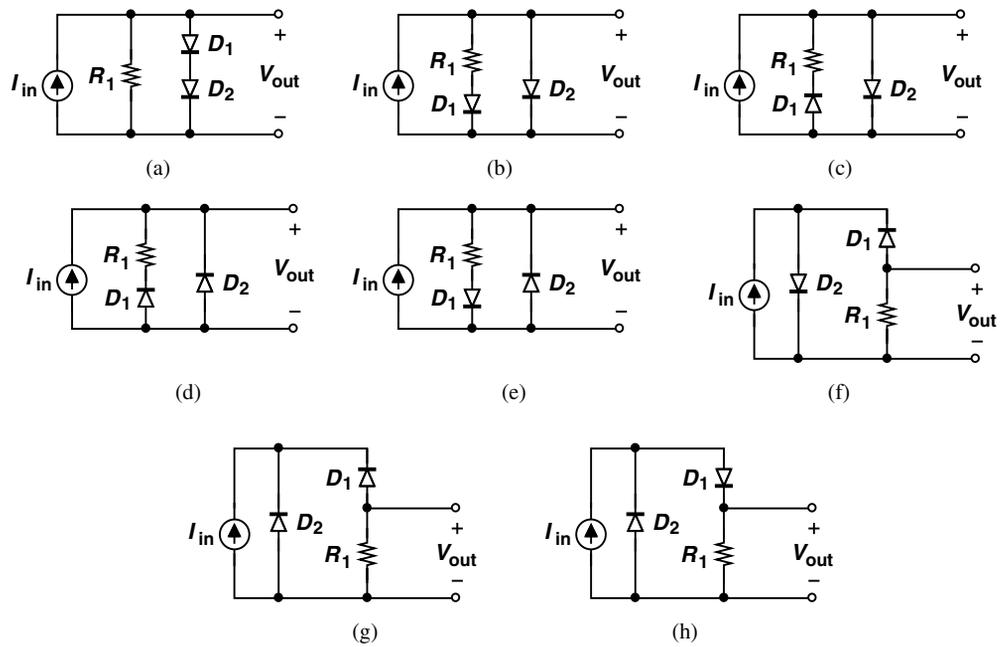 I in R1 D1 D2 + Vout −
(a)
I in R1 D1 D2 + Vout −
(b)
I in R1 D1 D2 + Vout −
(c)
I in R1 D1 D2 + Vout −
(d)
I in R1 D1 D2 + Vout −
(e)
I in D2 D1 R1 + Vout −
(f)
I in D2 D1 R1 + Vout −
(g)
I in D2 D1 R1 + Vout −
(h)